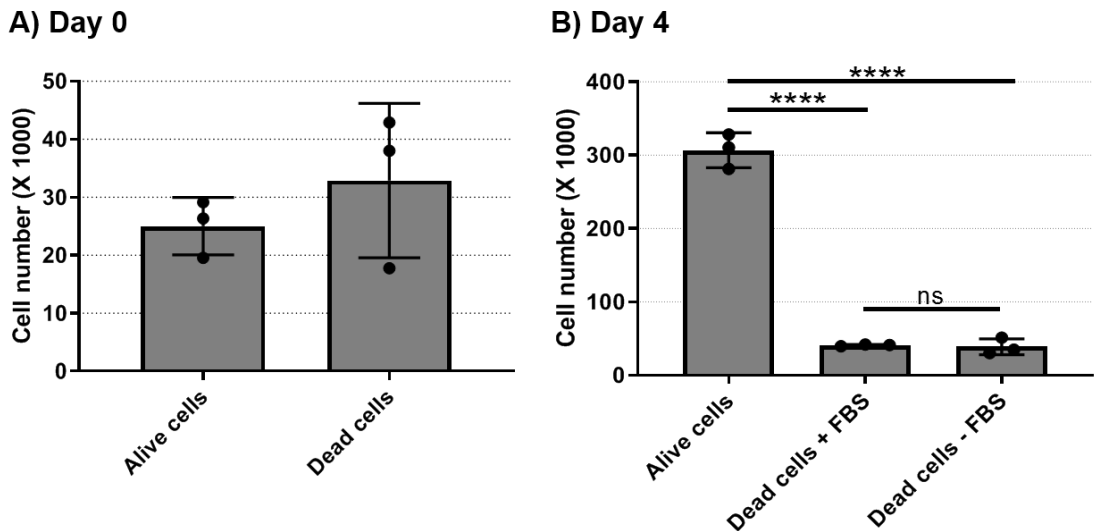 A) Day 0
Cell number (X 1000)
50
40
30
20
10
0
Alive cells
Dead cells
B) Day 4
Cell number (X 1000)
400
300
200
100
0
****
****
ns
Alive cells
Dead cells + FBS
Dead cells - FBS